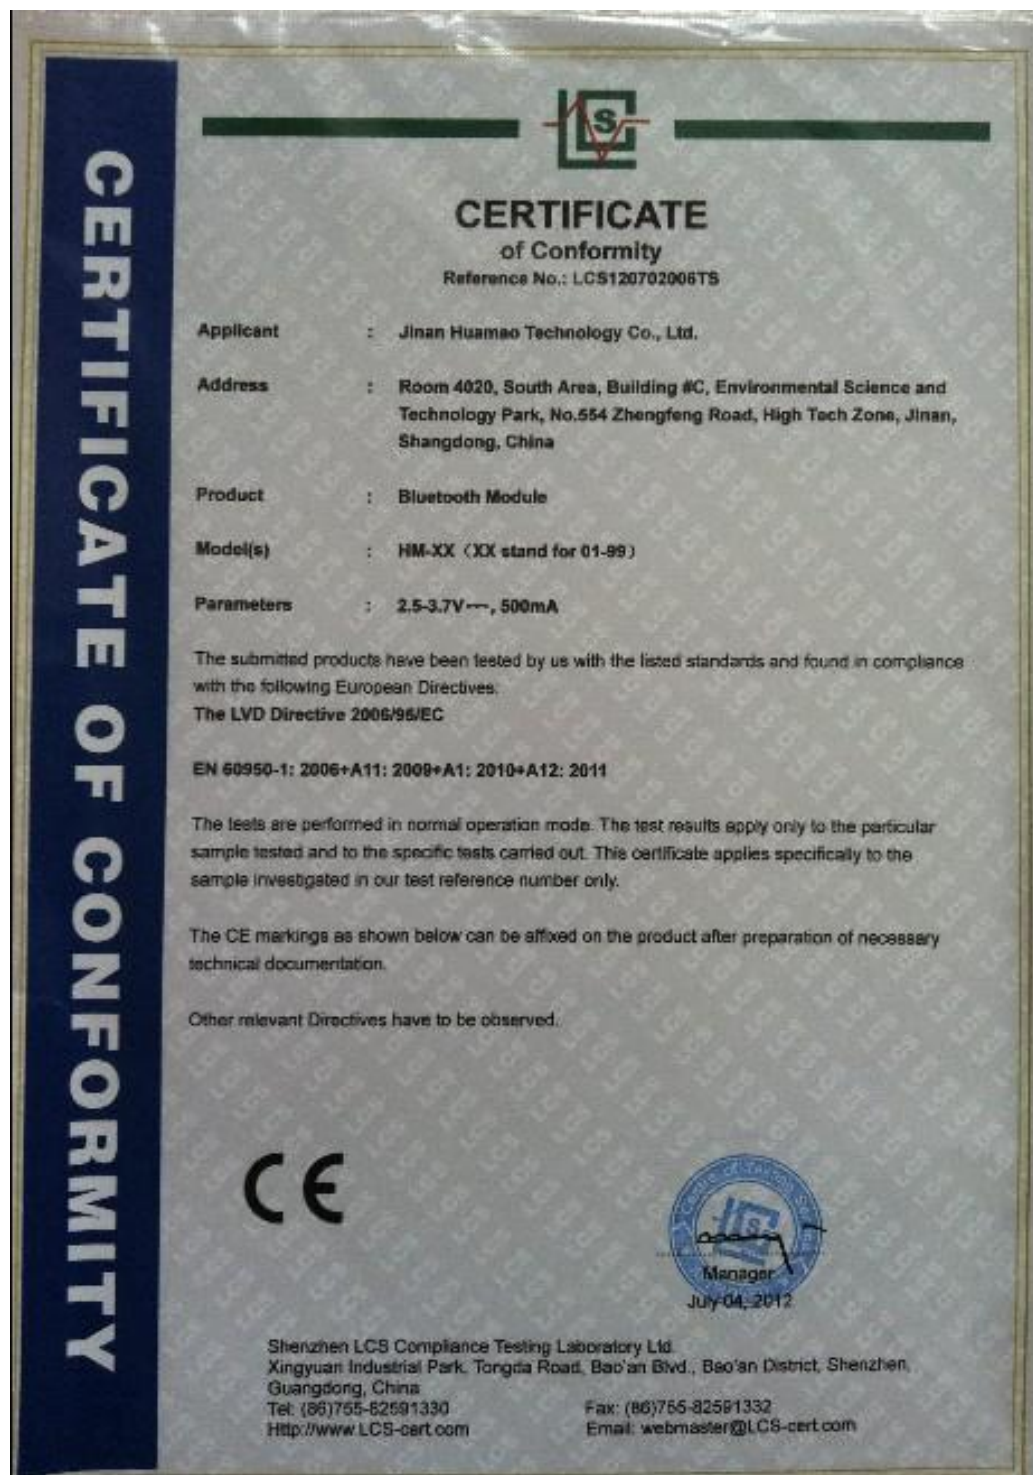 CERTIFICATE OF CONFORMITY
LCS
CERTIFICATE
of Conformity
Reference No.: LCS120702006TS
Applicant : Jinan Huamao Technology Co., Ltd.
Address : Room 4020, South Area, Building #C, Environmental Science and
Technology Park, No.554 Zhengfeng Road, High Tech Zone, Jinan,
Shangdong, China
Product : Bluetooth Module
Model(s) : HM-XX（XX stand for 01-99）
Parameters : 2.5-3.7V⎓, 500mA
The submitted products have been tested by us with the listed standards and found in compliance
with the following European Directives:
The LVD Directive 2006/95/EC
EN 60950-1: 2006+A11: 2009+A1: 2010+A12: 2011
The tests are performed in normal operation mode. The test results apply only to the particular
sample tested and to the specific tests carried out. This certificate applies specifically to the
sample investigated in our test reference number only.
The CE markings as shown below can be affixed on the product after preparation of necessary
technical documentation.
Other relevant Directives have to be observed.
CE
Centre of Testing
LCS
Manager
July 04, 2012
Shenzhen LCS Compliance Testing Laboratory Ltd.
Xingyuan Industrial Park, Tongda Road, Bao'an Blvd., Bao'an District, Shenzhen,
Guangdong, China
Tel: (86)755-82591330 Fax: (86)755-82591332
Http://www.LCS-cert.com Email: webmaster@LCS-cert.com